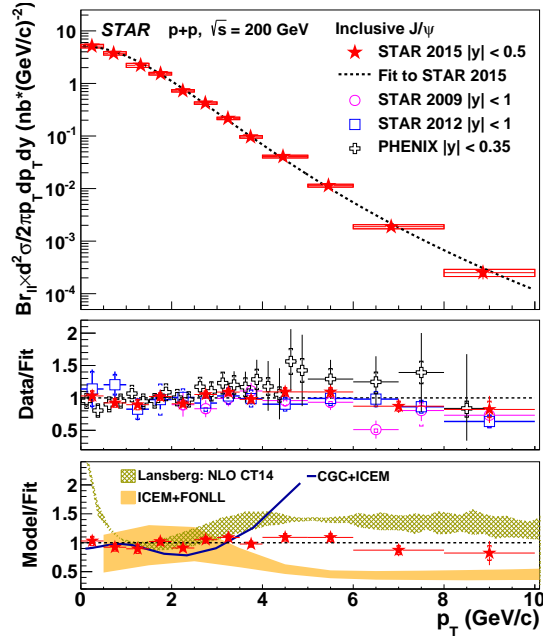 STAR p+p, √s = 200 GeV Inclusive J/ψ
STAR 2015 |y| < 0.5
Fit to STAR 2015
STAR 2009 |y| < 1
STAR 2012 |y| < 1
PHENIX |y| < 0.35
Br_ll×d²σ/2πp_Tdp_Tdy (nb*(GeV/c)⁻²)
10
1
10⁻¹
10⁻²
10⁻³
10⁻⁴
Data/Fit
2
1.5
1
0.5
Lansberg: NLO CT14
CGC+ICEM
ICEM+FONLL
Model/Fit
2
1.5
1
0.5
0 2 4 6 8 10
p_T (GeV/c)